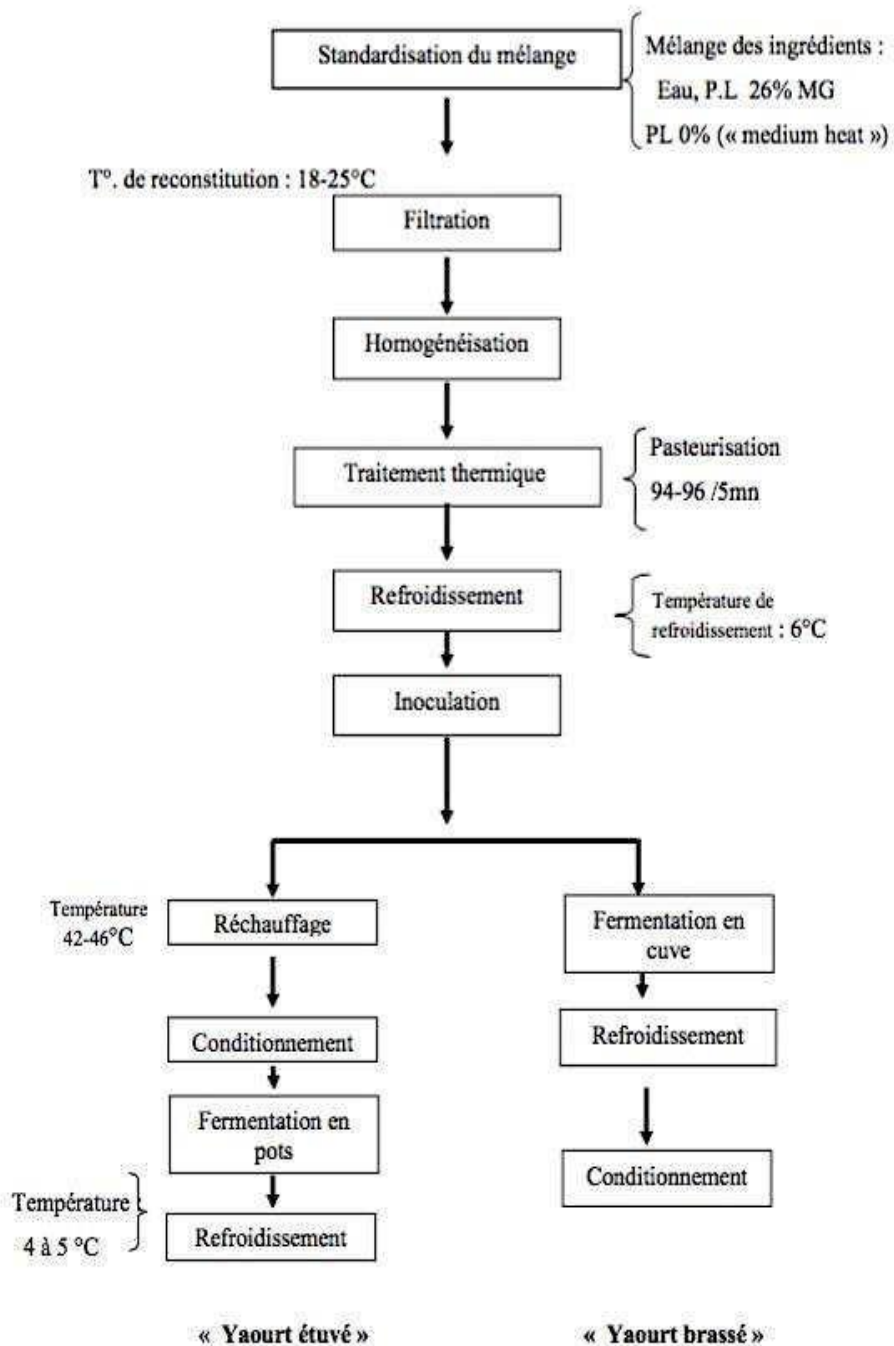 Standardisation du mélange
Mélange des ingrédients :
Eau, P.L 26% MG
PL 0% (« medium heat »)
T°. de reconstitution : 18-25°C
Filtration
Homogénéisation
Traitement thermique
Pasteurisation
94-96 /5mn
Refroidissement
Température de
refroidissement : 6°C
Inoculation
Température
42-46°C
Réchauffage
Conditionnement
Fermentation en
pots
Température
4 à 5 °C
Refroidissement
« Yaourt étuvé »
Fermentation en
cuve
Refroidissement
Conditionnement
« Yaourt brassé »